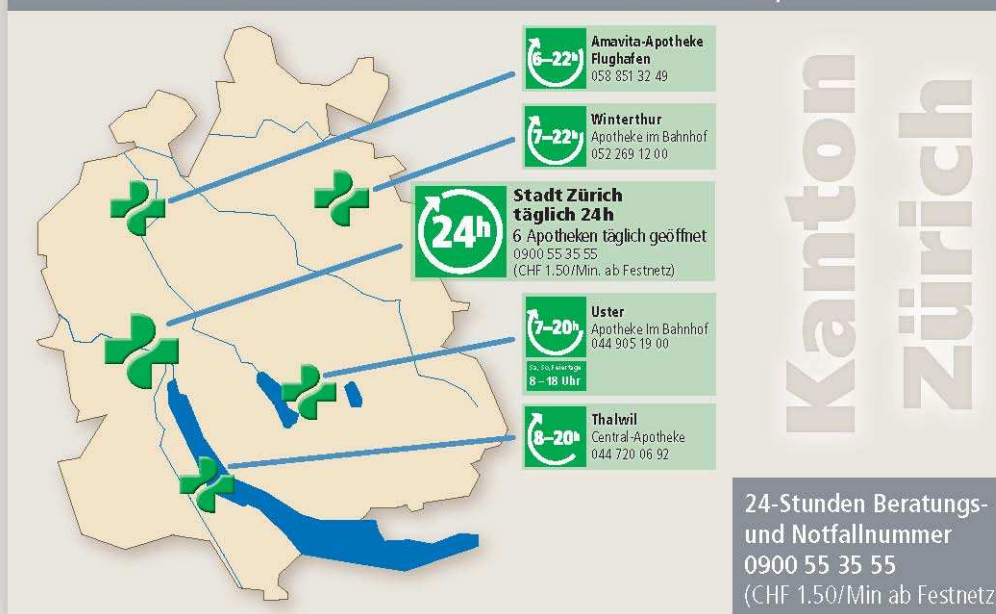 6–22h
Amavita-Apotheke
Flughafen
058 851 32 49
7–22h
Winterthur
Apotheke im Bahnhof
052 269 12 00
24h
Stadt Zürich
täglich 24h
6 Apotheken täglich geöffnet
0900 55 35 55
(CHF 1.50/Min. ab Festnetz)
7–20h
Sa, So, Feiertage
8–18 Uhr
Uster
Apotheke Im Bahnhof
044 905 19 00
8–20h
Thalwil
Central-Apotheke
044 720 06 92
Kanton
Zürich
24-Stunden Beratungs-
und Notfallnummer
0900 55 35 55
(CHF 1.50/Min ab Festnetz